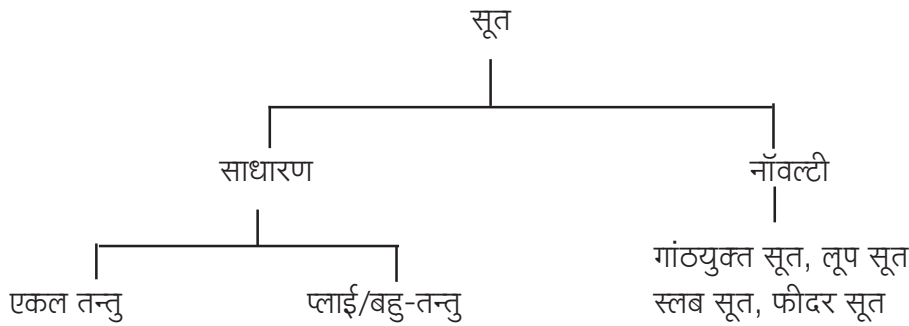 सूत
साधारण
नॉवल्टी
गांठयुक्त सूत, लूप सूत
स्लब सूत, फीदर सूत
एकल तन्तु
प्लाई/बहु-तन्तु